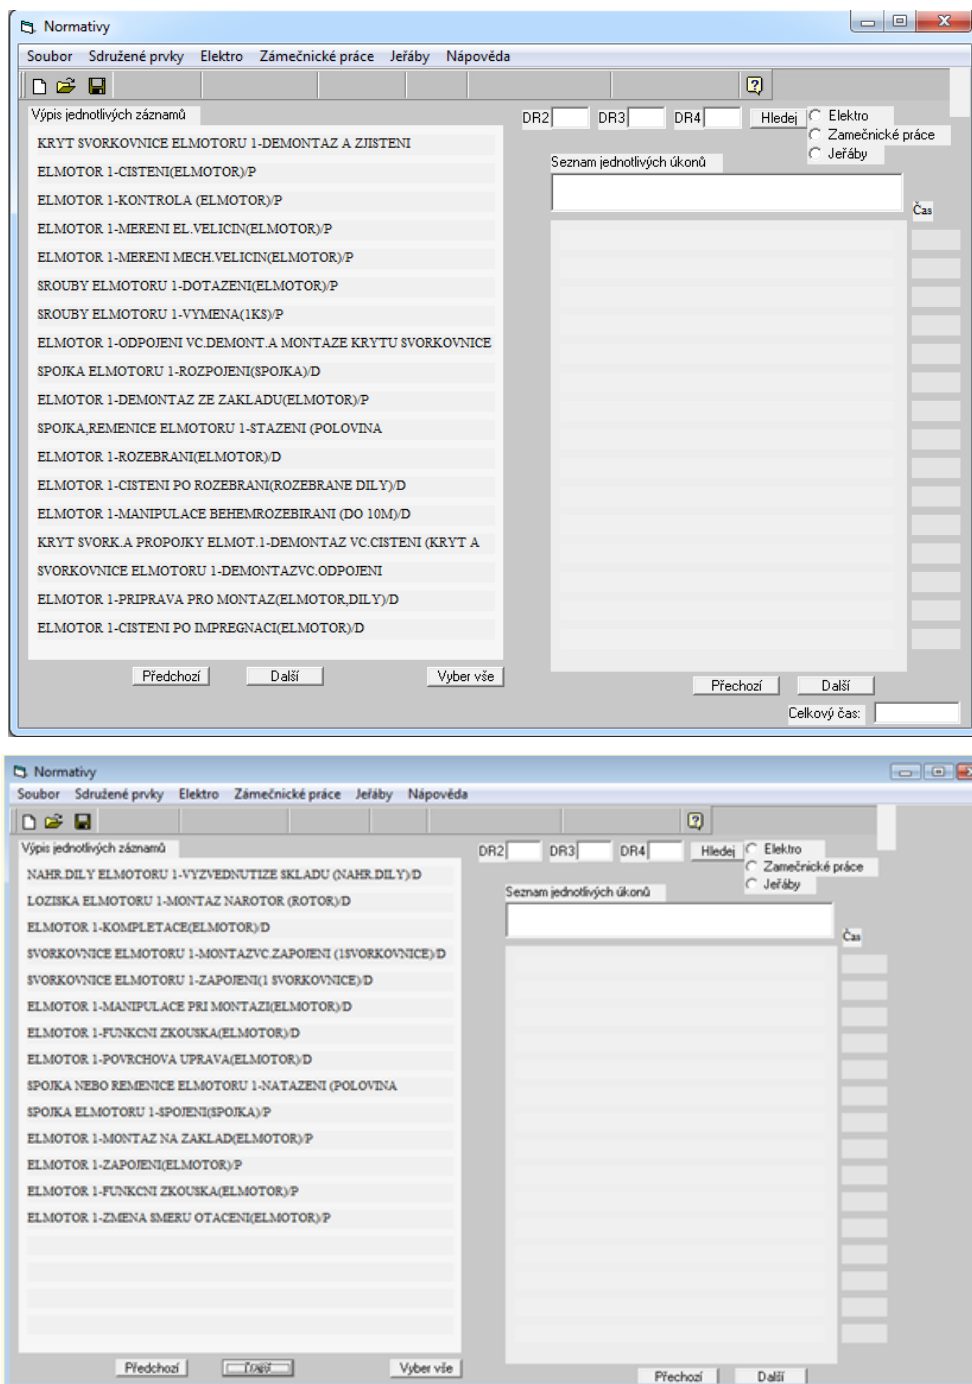 Normativy
Soubor Sdružené prvky Elektro Zámečnické práce Jeřáby Nápověda
Výpis jednotlivých záznamů
DR2 DR3 DR4 Hledej
Elektro
Zamečnické práce
Jeřáby
Seznam jednotlivých úkonů
Čas
KRYT SVORKOVNICE ELMOTORU 1-DEMONTAZ A ZJISTENI
ELMOTOR 1-CISTENI(ELMOTOR)/P
ELMOTOR 1-KONTROLA (ELMOTOR)/P
ELMOTOR 1-MERENI EL.VELICIN(ELMOTOR)/P
ELMOTOR 1-MERENI MECH.VELICIN(ELMOTOR)/P
SROUBY ELMOTORU 1-DOTAZENI(ELMOTOR)/P
SROUBY ELMOTORU 1-VYMENA(1KS)/P
ELMOTOR 1-ODPOJENI VC.DEMONT.A MONTAZE KRYTU SVORKOVNICE
SPOJKA ELMOTORU 1-ROZPOJENI(SPOJKA)/D
ELMOTOR 1-DEMONTAZ ZE ZAKLADU(ELMOTOR)/P
SPOJKA,REMENICE ELMOTORU 1-STAZENI (POLOVINA
ELMOTOR 1-ROZEBRANI(ELMOTOR)/D
ELMOTOR 1-CISTENI PO ROZEBRANI(ROZEBRANE DILY)/D
ELMOTOR 1-MANIPULACE BEHEMROZEBIRANI (DO 10M)/D
KRYT SVORK.A PROPOJKY ELMOT.1-DEMONTAZ VC.CISTENI (KRYT A
SVORKOVNICE ELMOTORU 1-DEMONTAZVC.ODPOJENI
ELMOTOR 1-PRIPRAVA PRO MONTAZ(ELMOTOR,DILY)/D
ELMOTOR 1-CISTENI PO IMPREGNACI(ELMOTOR)/D
Předchozí Další Vyber vše
Přechozí Další
Celkový čas:
Normativy
Soubor Sdružené prvky Elektro Zámečnické práce Jeřáby Nápověda
Výpis jednotlivých záznamů
DR2 DR3 DR4 Hledej
Elektro
Zamečnické práce
Jeřáby
Seznam jednotlivých úkonů
Čas
NAHR.DILY ELMOTORU 1-VYZVEDNUTIZE SKLADU (NAHR.DILY)/D
LOZISKA ELMOTORU 1-MONTAZ NAROTOR (ROTOR)/D
ELMOTOR 1-KOMPLETACE(ELMOTOR)/D
SVORKOVNICE ELMOTORU 1-MONTAZVC.ZAPOJENI (1SVORKOVNICE)/D
SVORKOVNICE ELMOTORU 1-ZAPOJENI(1 SVORKOVNICE)/D
ELMOTOR 1-MANIPULACE PRI MONTAZI(ELMOTOR)/D
ELMOTOR 1-FUNKCNI ZKOUSKA(ELMOTOR)/D
ELMOTOR 1-POVRCHOVA UPRAVA(ELMOTOR)/D
SPOJKA NEBO REMENICE ELMOTORU 1-NATAZENI (POLOVINA
SPOJKA ELMOTORU 1-SPOJENI(SPOJKA)/P
ELMOTOR 1-MONTAZ NA ZAKLAD(ELMOTOR)/P
ELMOTOR 1-ZAPOJENI(ELMOTOR)/P
ELMOTOR 1-FUNKCNI ZKOUSKA(ELMOTOR)/P
ELMOTOR 1-ZMENA SMERU OTACENI(ELMOTOR)/P
Předchozí Další Vyber vše
Přechozí Další